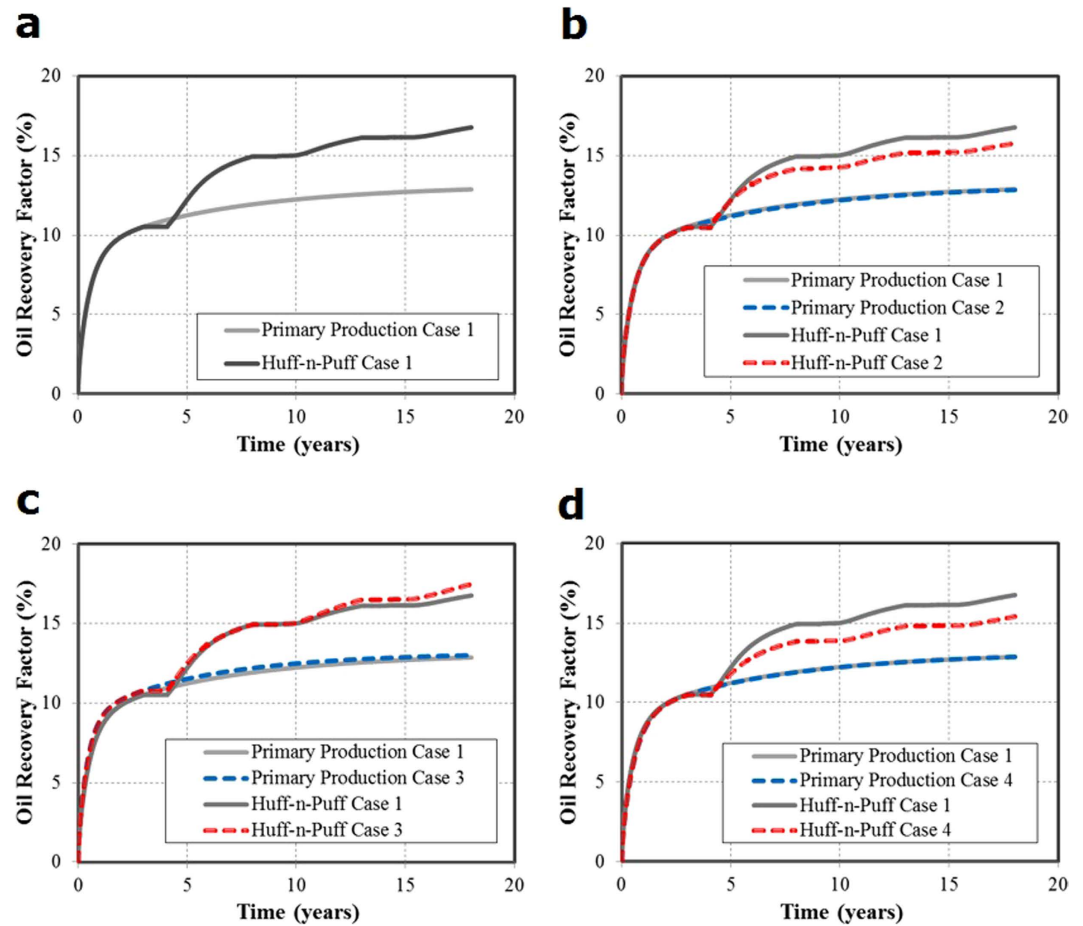 a
20
15
10
5
0
Oil Recovery Factor (%)
Primary Production Case 1
Huff-n-Puff Case 1
0 5 10 15 20
Time (years)
b
20
15
10
5
0
Oil Recovery Factor (%)
Primary Production Case 1
Primary Production Case 2
Huff-n-Puff Case 1
Huff-n-Puff Case 2
0 5 10 15 20
Time (years)
c
20
15
10
5
0
Oil Recovery Factor (%)
Primary Production Case 1
Primary Production Case 3
Huff-n-Puff Case 1
Huff-n-Puff Case 3
0 5 10 15 20
Time (years)
d
20
15
10
5
0
Oil Recovery Factor (%)
Primary Production Case 1
Primary Production Case 4
Huff-n-Puff Case 1
Huff-n-Puff Case 4
0 5 10 15 20
Time (years)